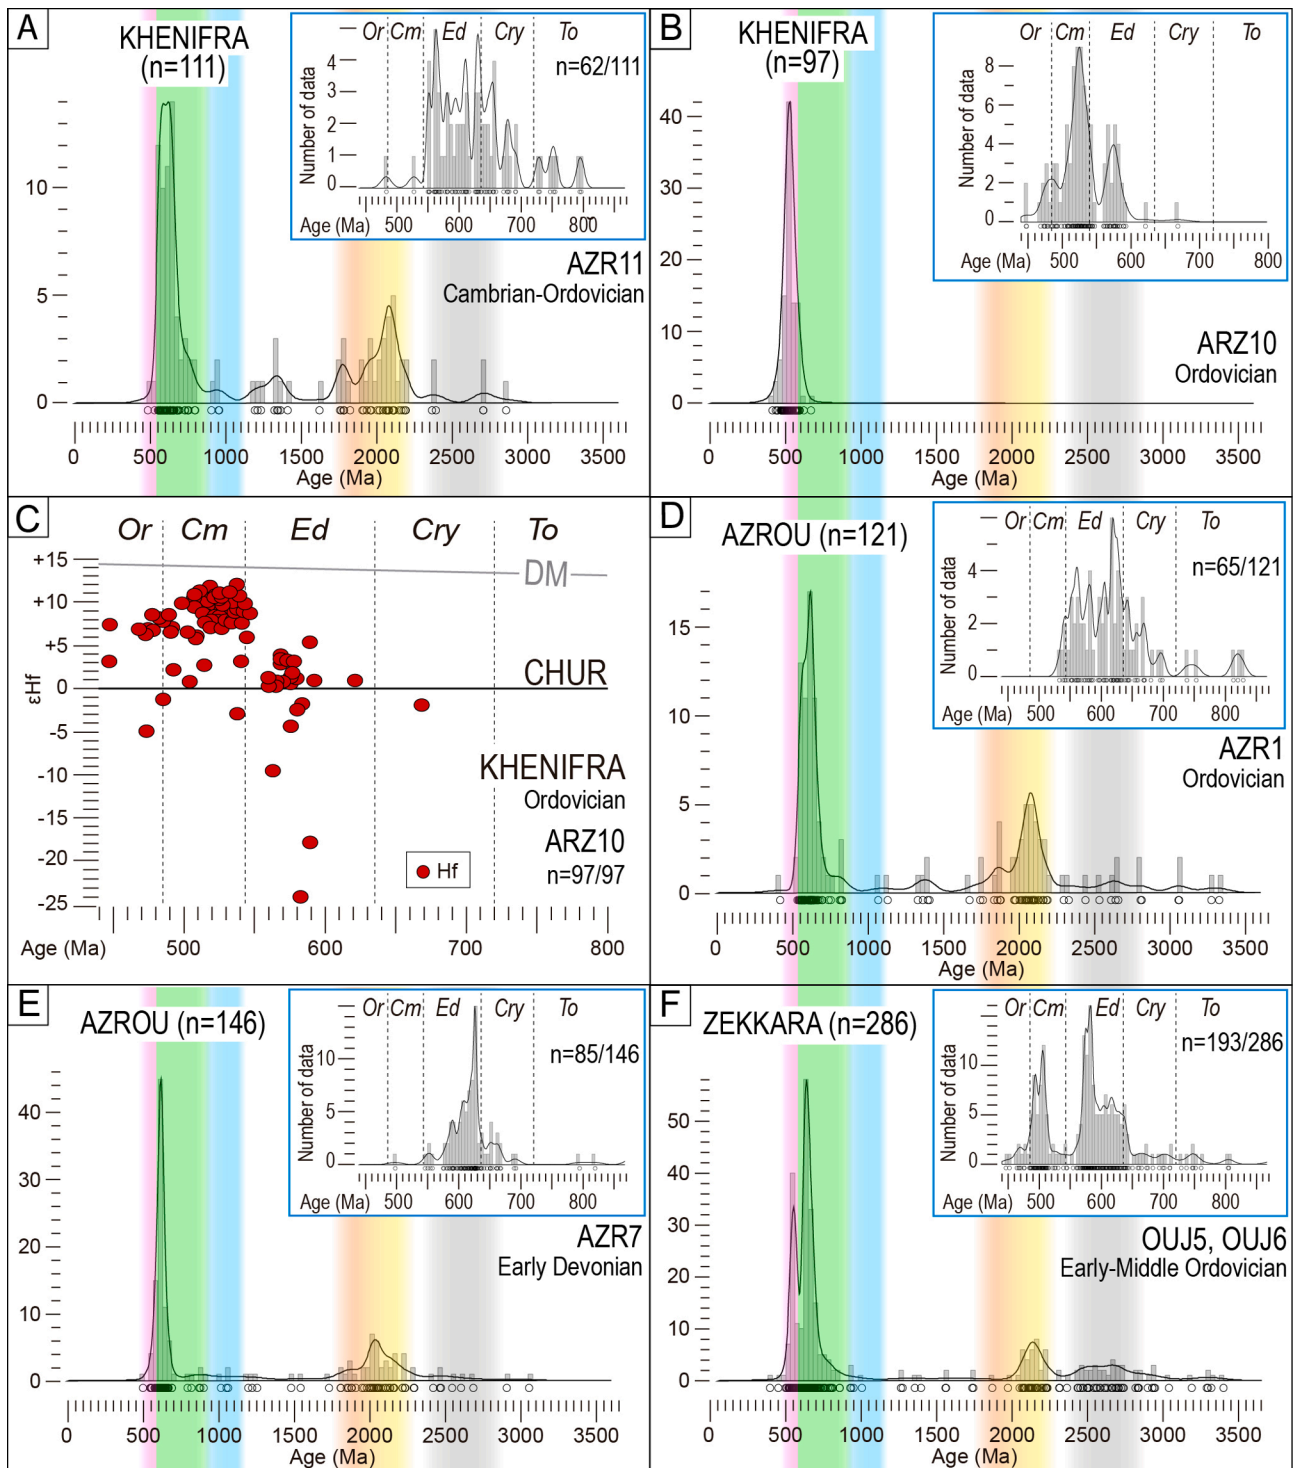 A
KHENIFRA
(n=111)
10
5
0
0 500 1000 1500 2000 2500 3000 3500
Age (Ma)
AZR11
Cambrian-Ordovician
Or Cm Ed Cry To
n=62/111
Number of data
4
3
2
1
0
Age (Ma) 500 600 700 800
B
KHENIFRA
(n=97)
40
30
20
10
0
0 500 1000 1500 2000 2500 3000 3500
Age (Ma)
ARZ10
Ordovician
Or Cm Ed Cry To
Number of data
8
6
4
2
0
Age (Ma) 500 600 700 800
C
Or Cm Ed Cry To
+15
+10
+5
0
-5
-10
-15
-20
-25
εHf
DM
CHUR
KHENIFRA
Ordovician
ARZ10
n=97/97
Hf
Age (Ma) 500 600 700 800
D
AZROU (n=121)
15
10
5
0
0 500 1000 1500 2000 2500 3000 3500
Age (Ma)
AZR1
Ordovician
Or Cm Ed Cry To
n=65/121
Number of data
4
2
0
Age (Ma) 500 600 700 800
E
AZROU (n=146)
40
30
20
10
0
0 500 1000 1500 2000 2500 3000 3500
Age (Ma)
AZR7
Early Devonian
Or Cm Ed Cry To
n=85/146
Number of data
10
5
0
Age (Ma) 500 600 700 800
F
ZEKKARA (n=286)
50
40
30
20
10
0
0 500 1000 1500 2000 2500 3000 3500
Age (Ma)
OUJ5, OUJ6
Early-Middle Ordovician
Or Cm Ed Cry To
n=193/286
Number of data
10
5
0
Age (Ma) 500 600 700 800